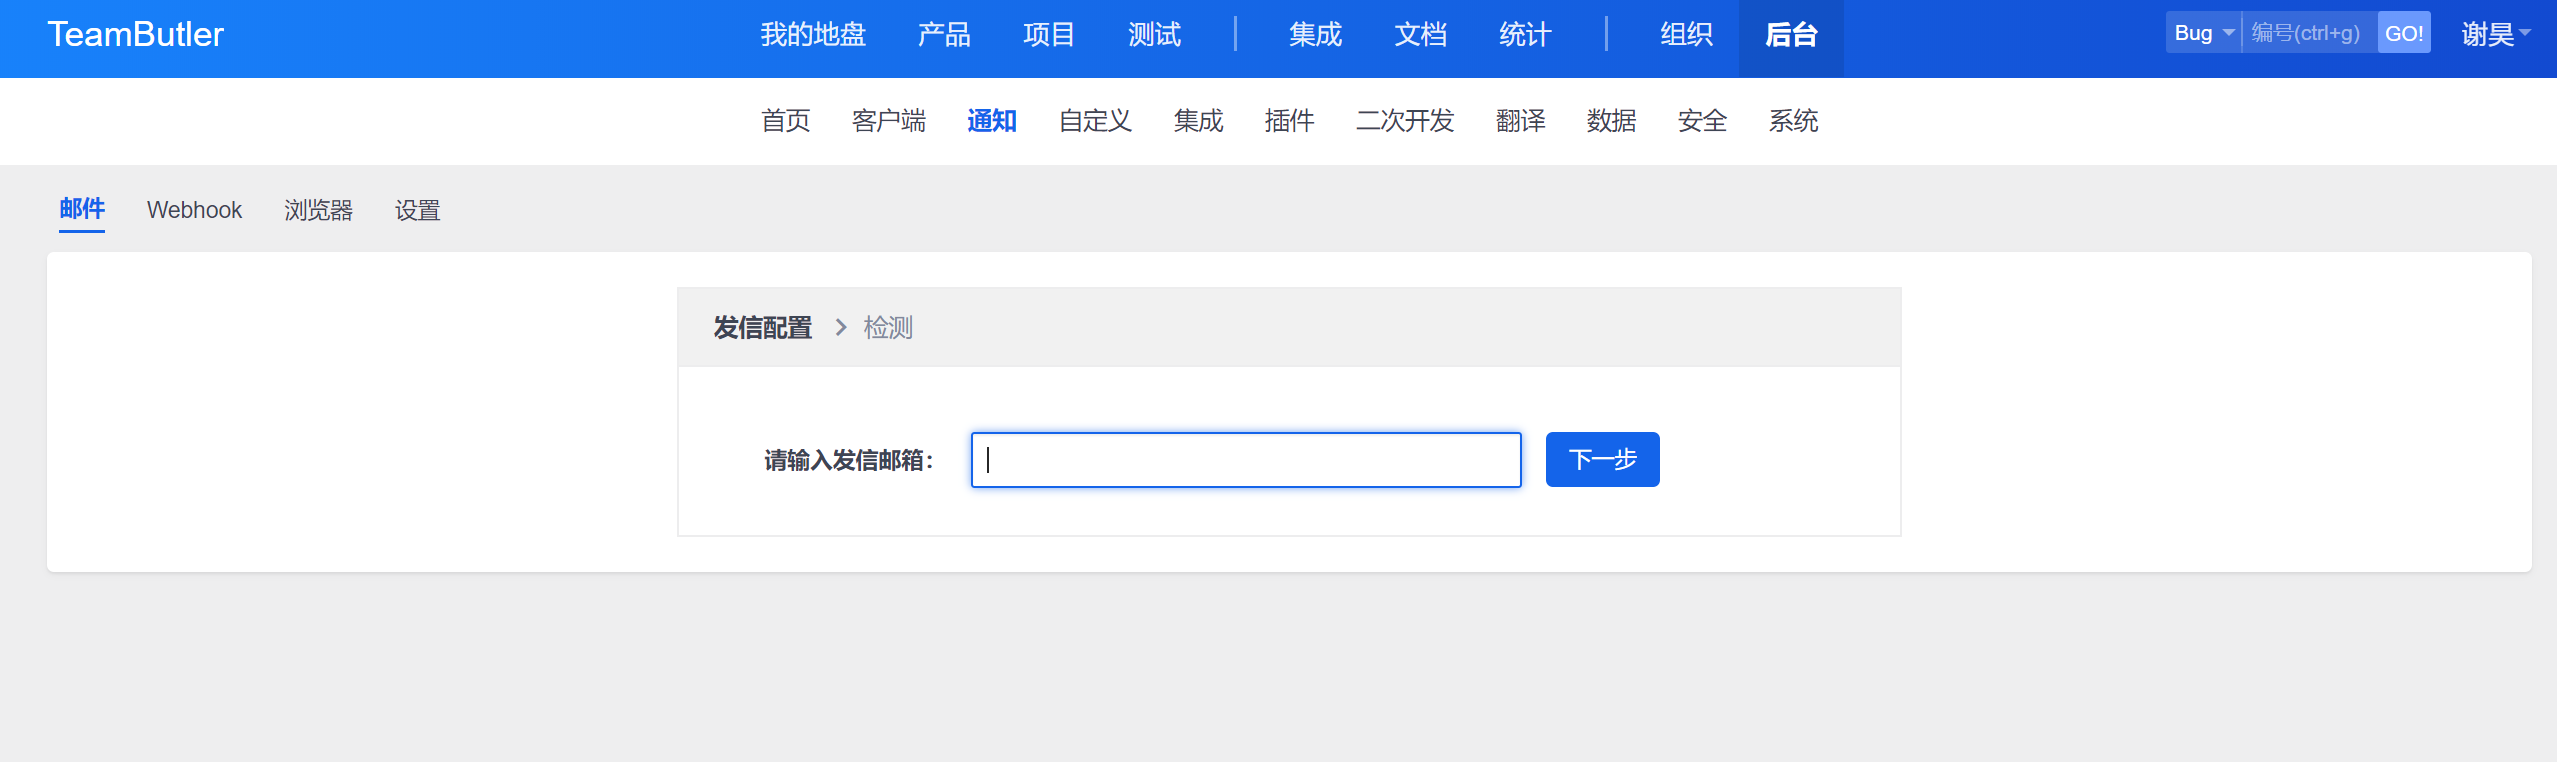 TeamButler 我的地盘 产品 项目 测试 集成 文档 统计 组织 后台 Bug 编号(ctrl+g) GO! 谢昊
首页 客户端 通知 自定义 集成 插件 二次开发 翻译 数据 安全 系统
邮件 Webhook 浏览器 设置
发信配置 > 检测
请输入发信邮箱： 下一步